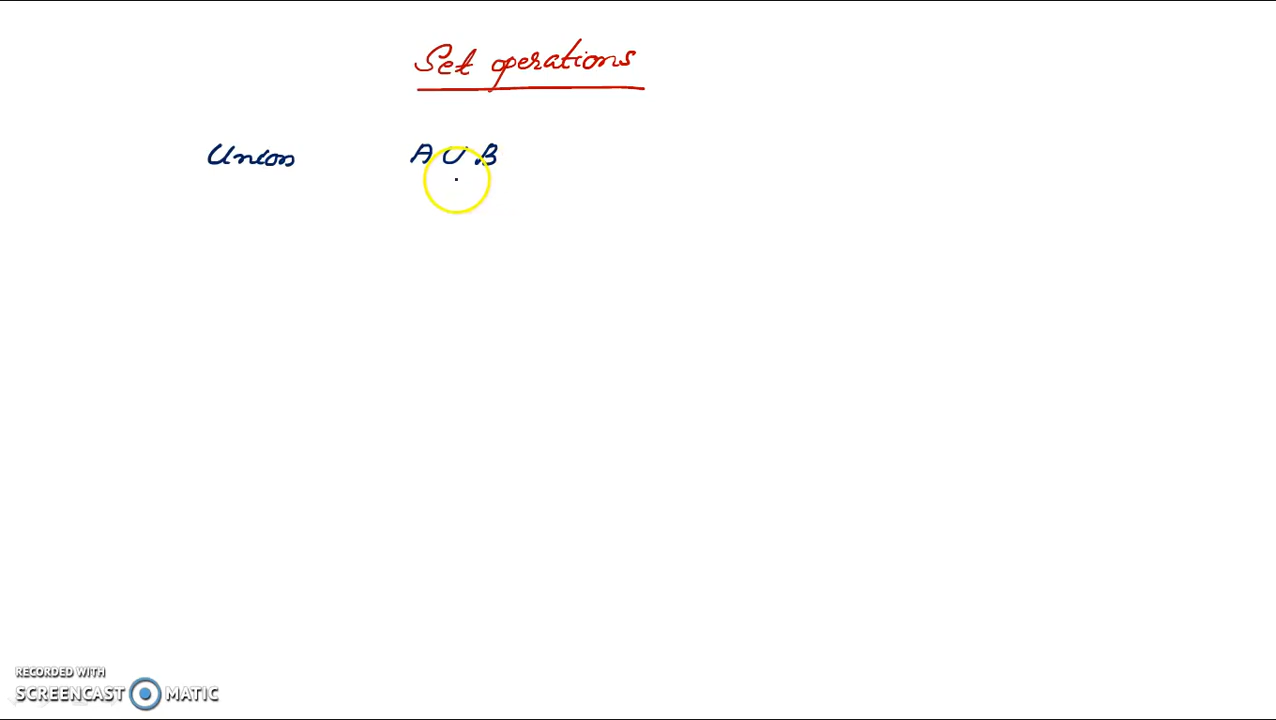 Set operations
Union A ∪ B
RECORDED WITH
SCREENCAST MATIC